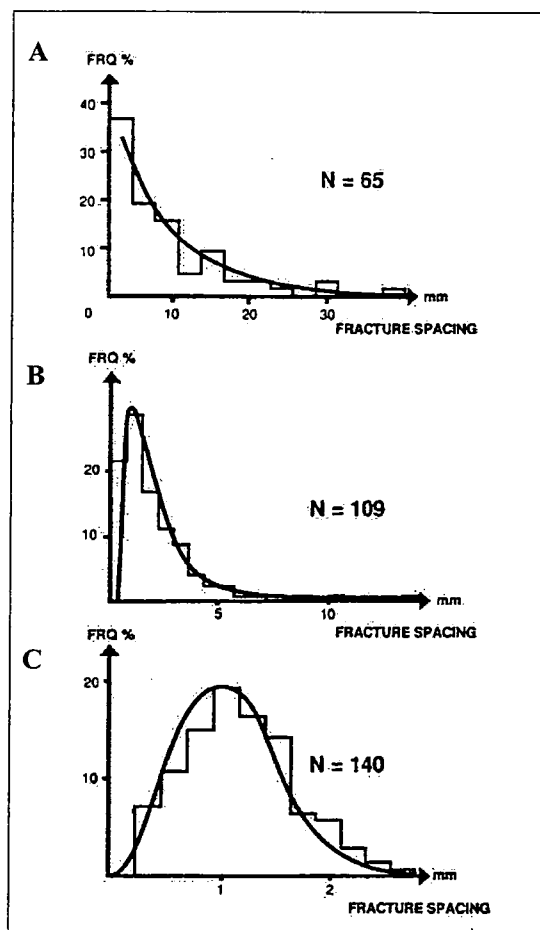 A
FRQ %
40
30
20
10
N = 65
0
10
20
30
mm
FRACTURE SPACING
B
FRQ %
20
10
N = 109
5
10
mm
FRACTURE SPACING
C
FRQ %
20
10
N = 140
1
2
mm
FRACTURE SPACING